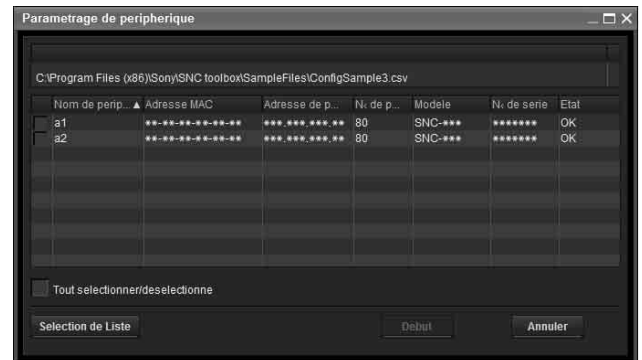 Parametrage de peripherique
C:\Program Files (x86)\Sony\SNC toolbox\SampleFiles\ConfigSample3.csv
Nom de perip... ▲ Adresse MAC Adresse de p... N< de p... Modele N< de serie Etat
a1 **-**-**-**-**-** ***.***.***.** 80 SNC-*** ******* OK
a2 **-**-**-**-**-** ***.***.***.** 80 SNC-*** ******* OK
Tout selectionner/deselectionne
Selection de Liste Debut Annuler